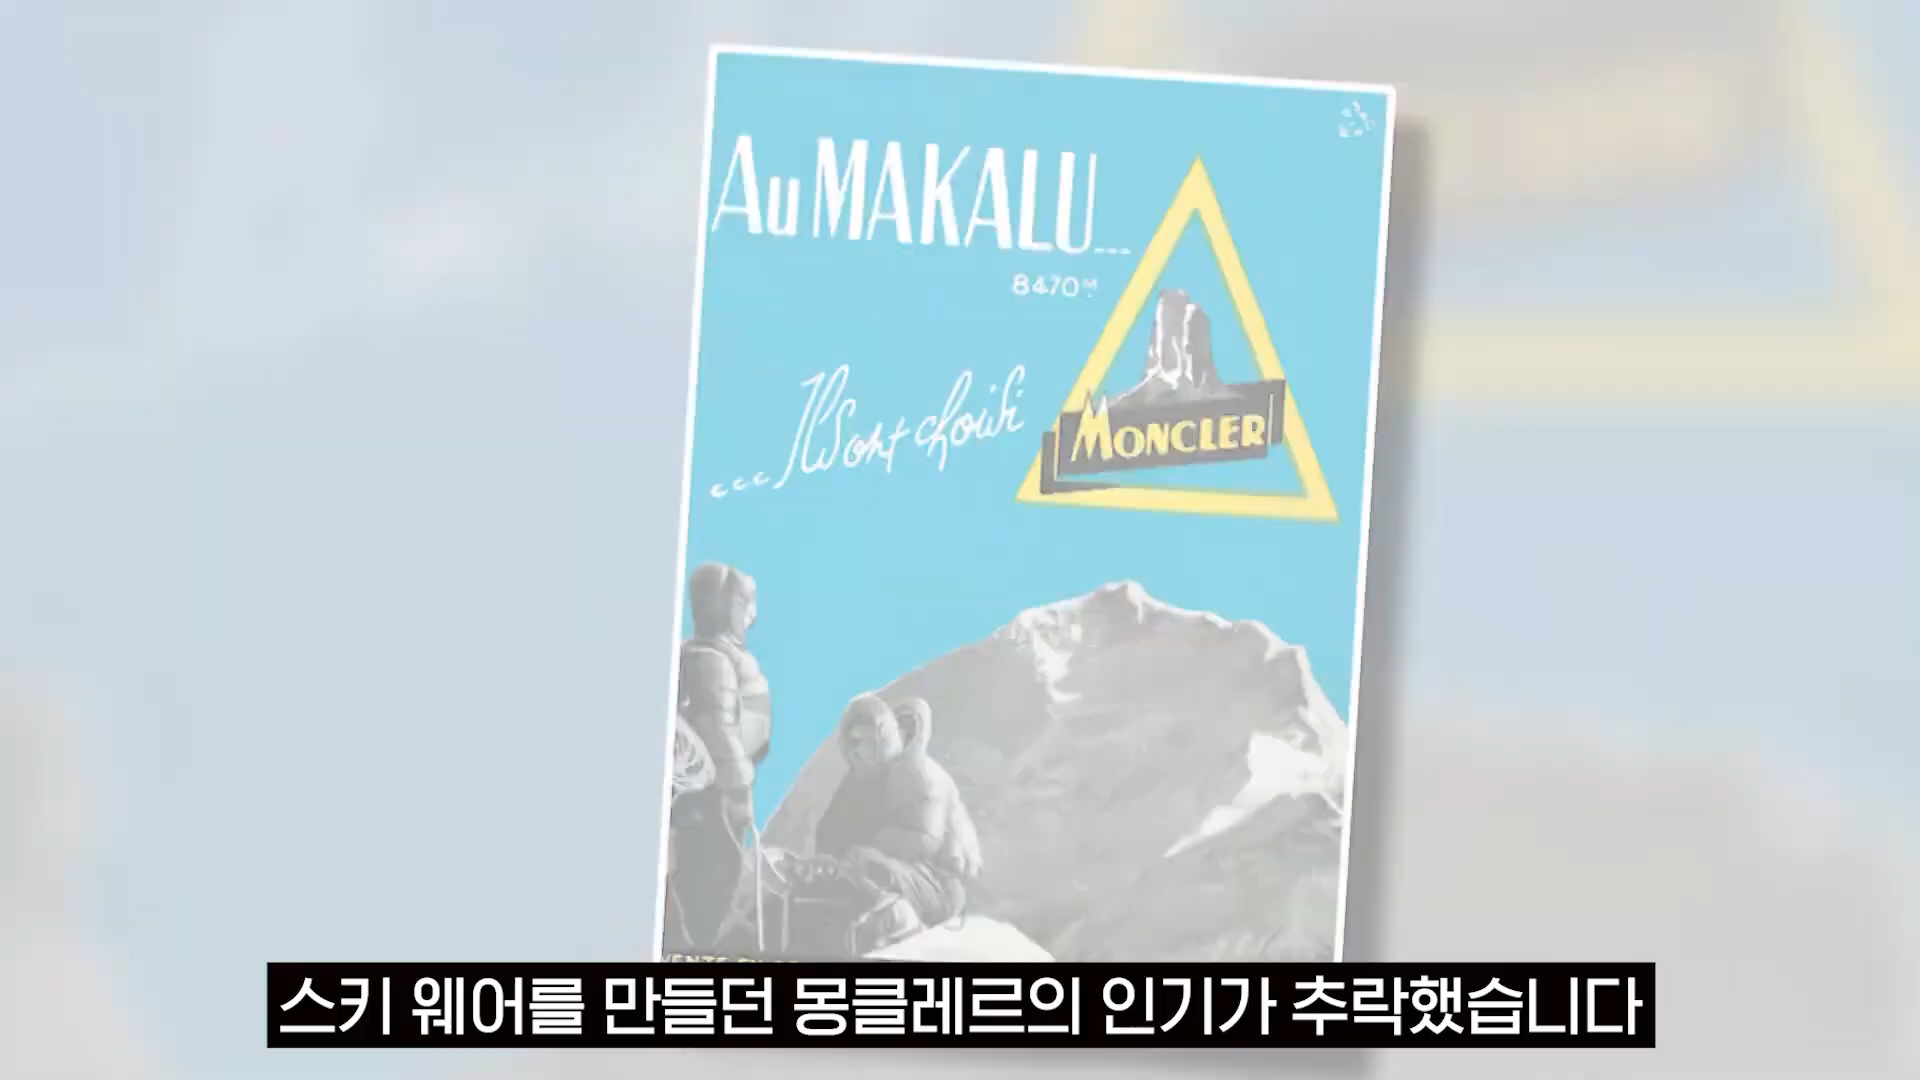 Au MAKALU...
8470 M
... Ils ont choisi
MONCLER
스키 웨어를 만들던 몽클레르의 인기가 추락했습니다